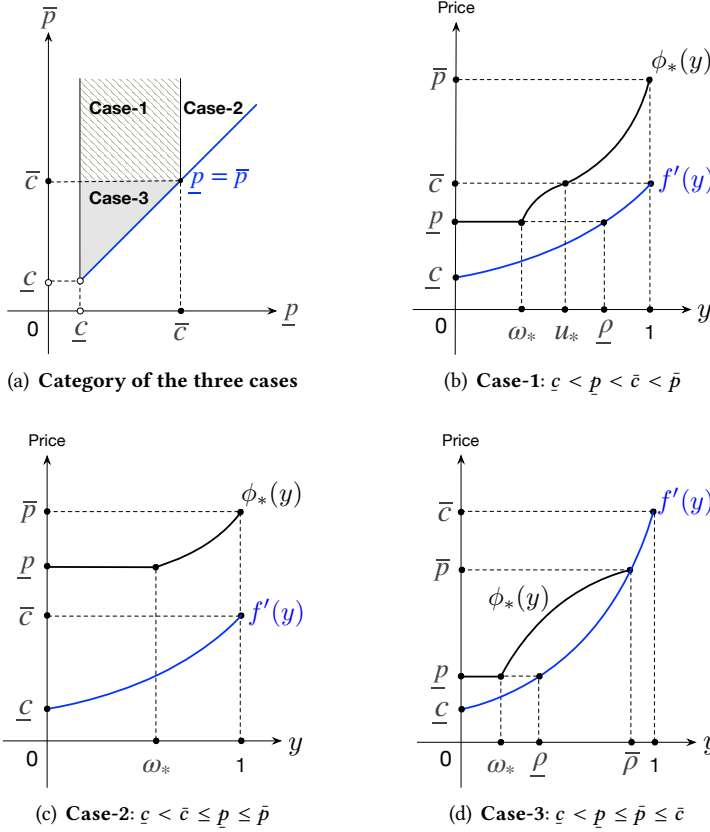 p̅
Case-1
Case-2
c̅
p̲ = p̅
Case-3
c̲
0
c̲
c̅
p̲
(a) Category of the three cases
Price
p̅
ϕ∗(y)
c̅
f′(y)
p̲
c̲
0
ω∗
u∗
ρ̲
1
y
(b) Case-1: c̲ < p̲ < c̄ < p̄
Price
p̅
ϕ∗(y)
p̲
c̅
f′(y)
c̲
0
ω∗
1
y
(c) Case-2: c̲ < c̄ ≤ p̲ ≤ p̄
Price
c̅
f′(y)
p̅
ϕ∗(y)
p̲
c̲
0
ω∗
ρ̲
ρ̅
1
y
(d) Case-3: c̲ < p̲ ≤ p̄ ≤ c̄